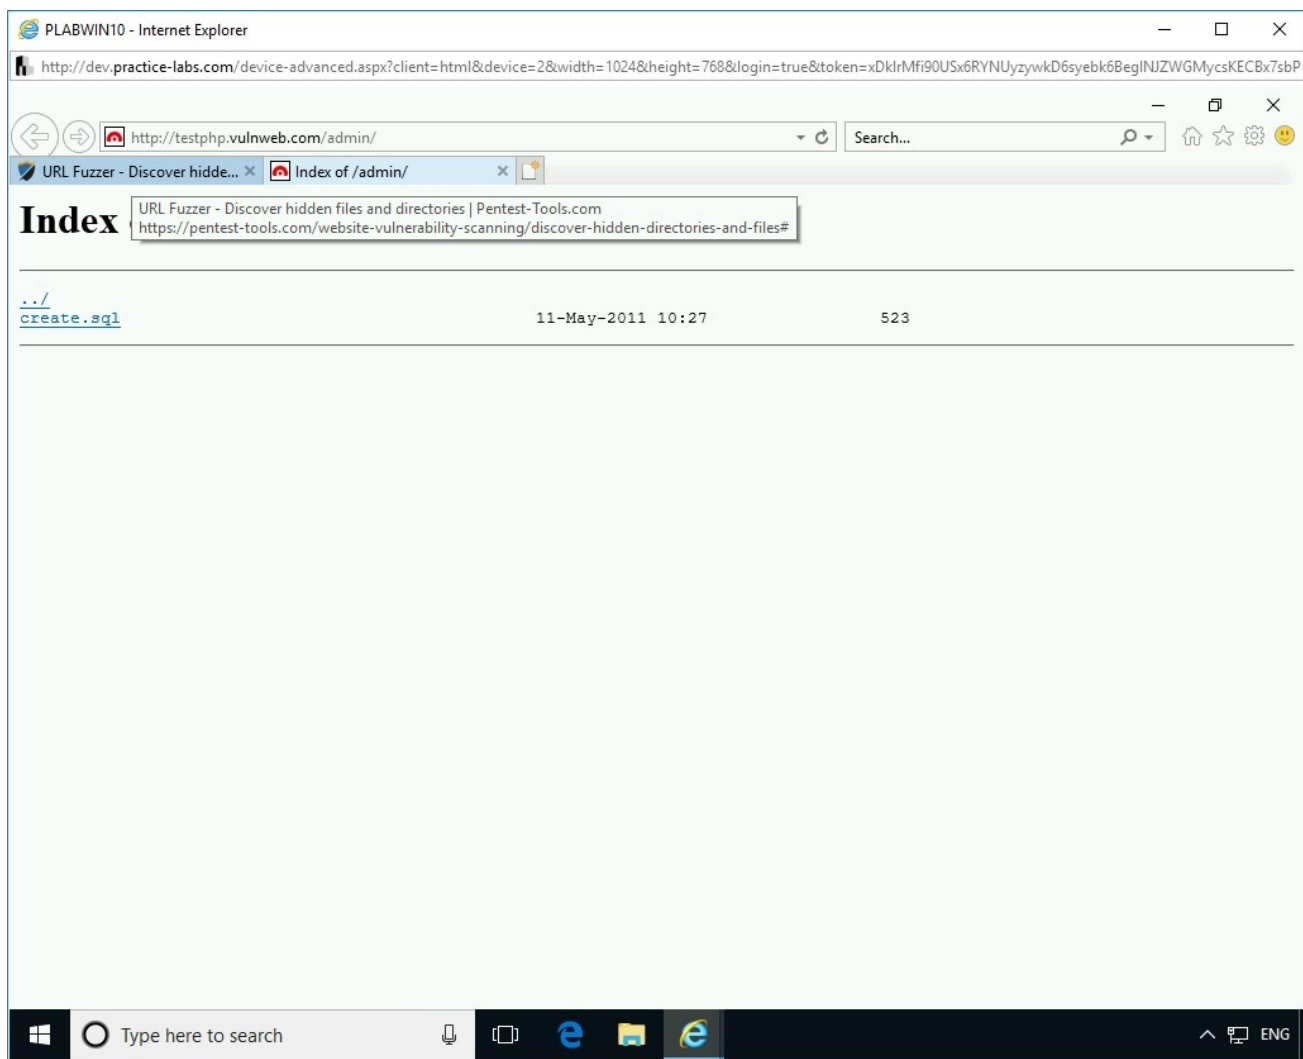 PLABWIN10 - Internet Explorer
http://dev.practice-labs.com/device-advanced.aspx?client=html&device=2&width=1024&height=768&login=true&token=xDklrMfi90USx6RYNUyzywkD6syebk6BeglNJZWGMycsKECBx7sbP
http://testphp.vulnweb.com/admin/ Search...
URL Fuzzer - Discover hidde... Index of /admin/
URL Fuzzer - Discover hidden files and directories | Pentest-Tools.com
Index
https://pentest-tools.com/website-vulnerability-scanning/discover-hidden-directories-and-files#
../
create.sql 11-May-2011 10:27 523
Type here to search ENG